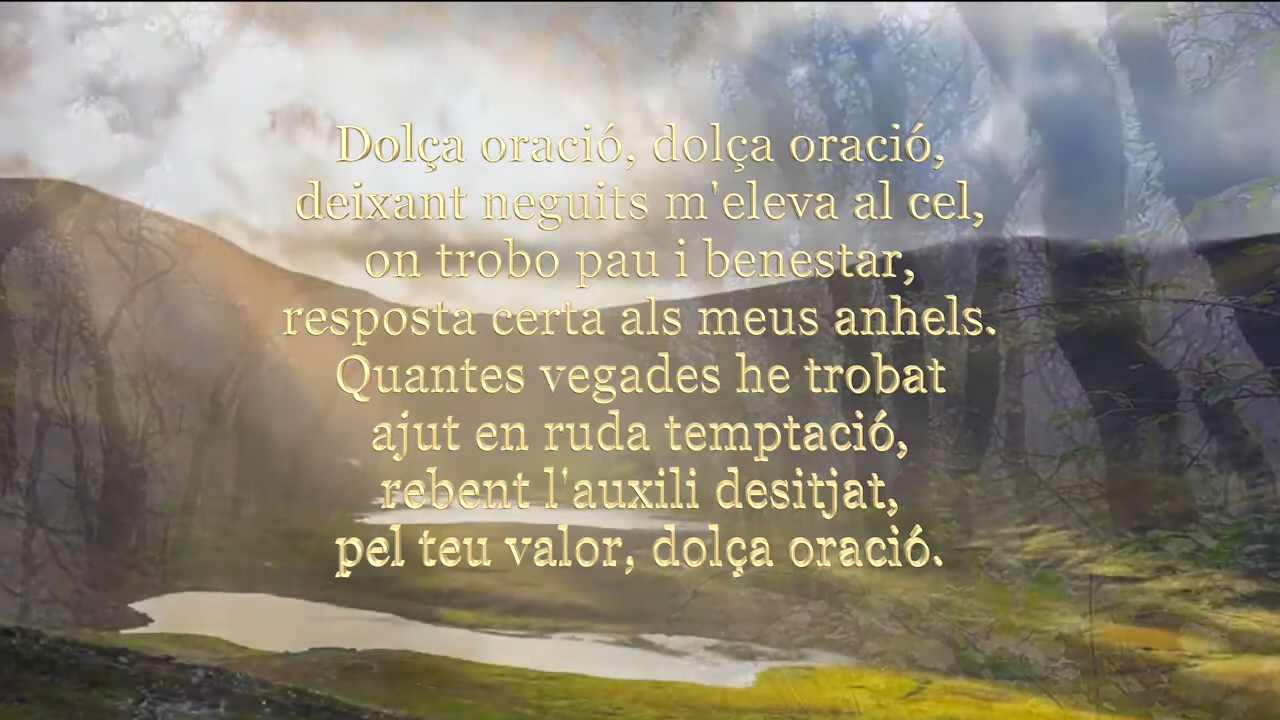 Dolça oració, dolça oració,
deixant neguits m'eleva al cel,
on trobo pau i benestar,
resposta certa als meus anhels.
Quantes vegades he trobat
ajut en ruda temptació,
rebent l'auxili desitjat,
pel teu valor, dolça oració.